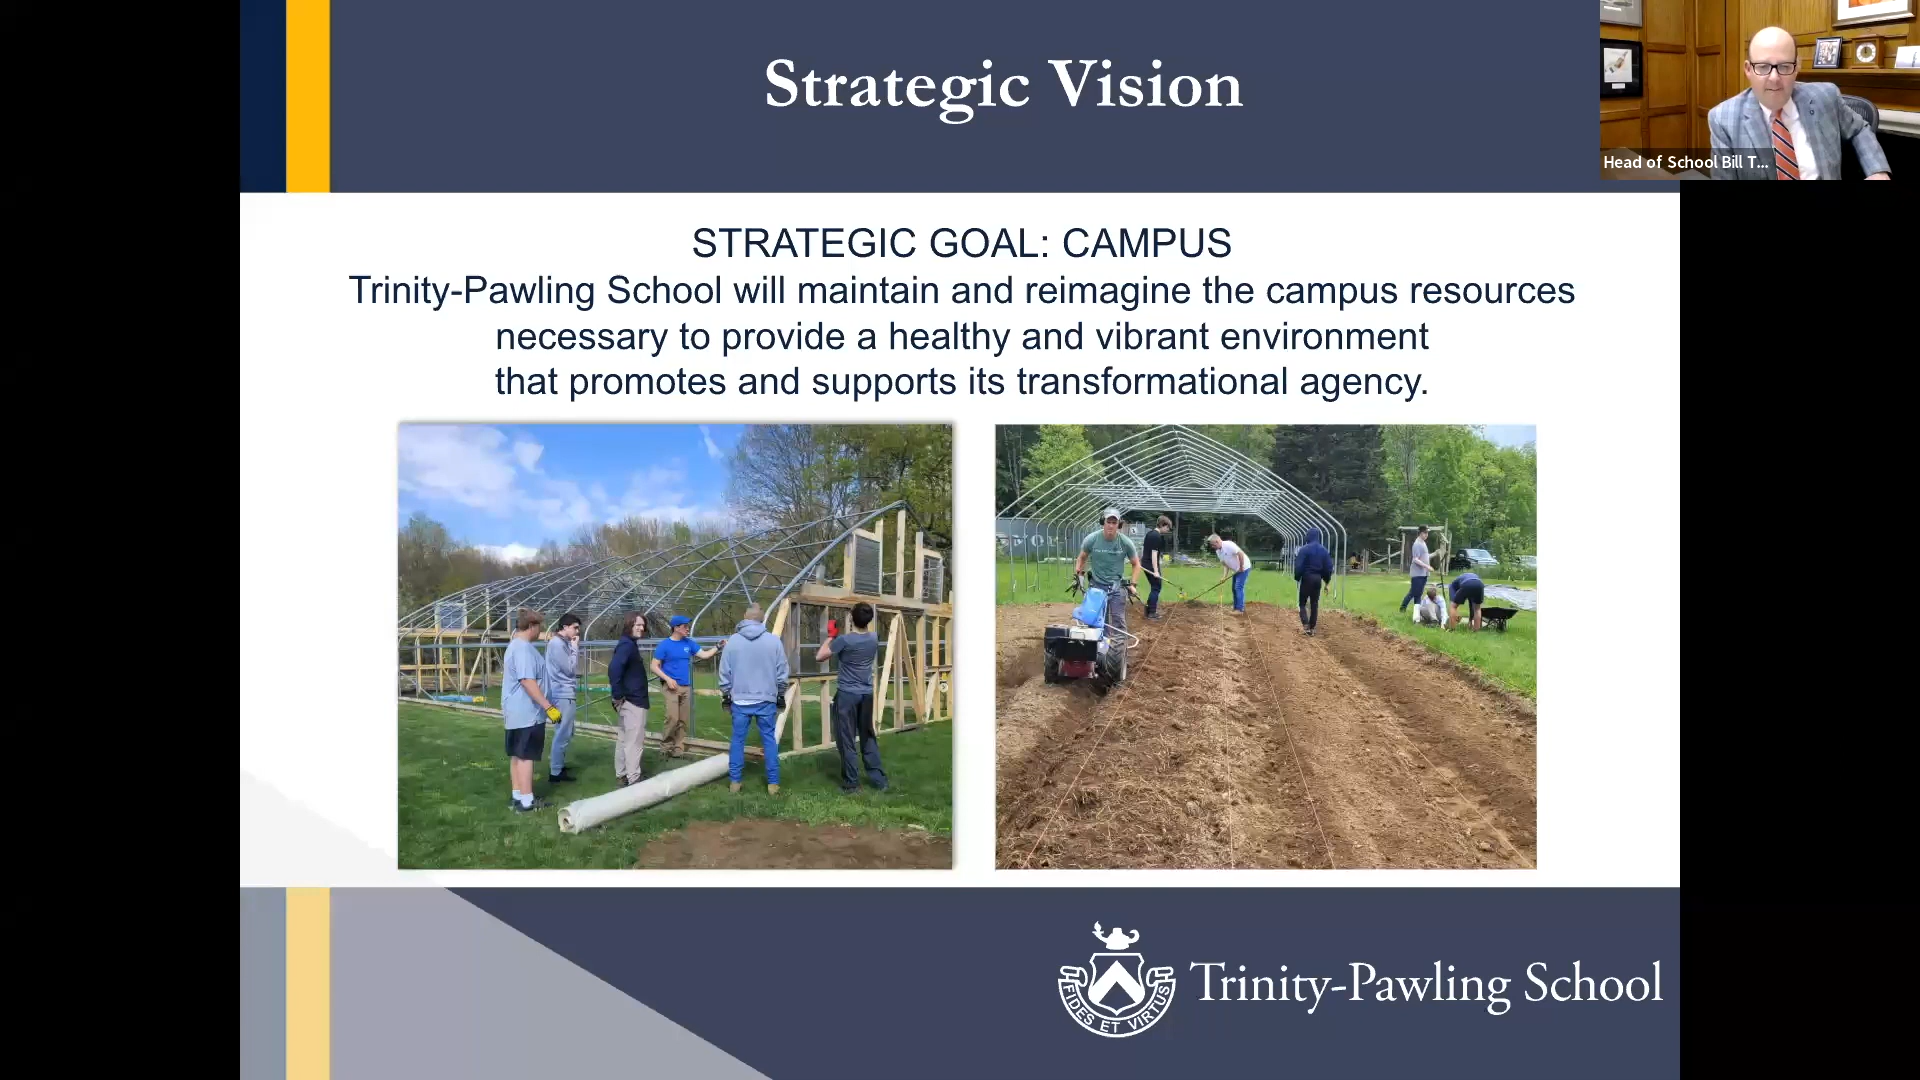 Strategic Vision
Head of School Bill T...
STRATEGIC GOAL: CAMPUS
Trinity-Pawling School will maintain and reimagine the campus resources
necessary to provide a healthy and vibrant environment
that promotes and supports its transformational agency.
FIDES ET VIRTUS
Trinity-Pawling School